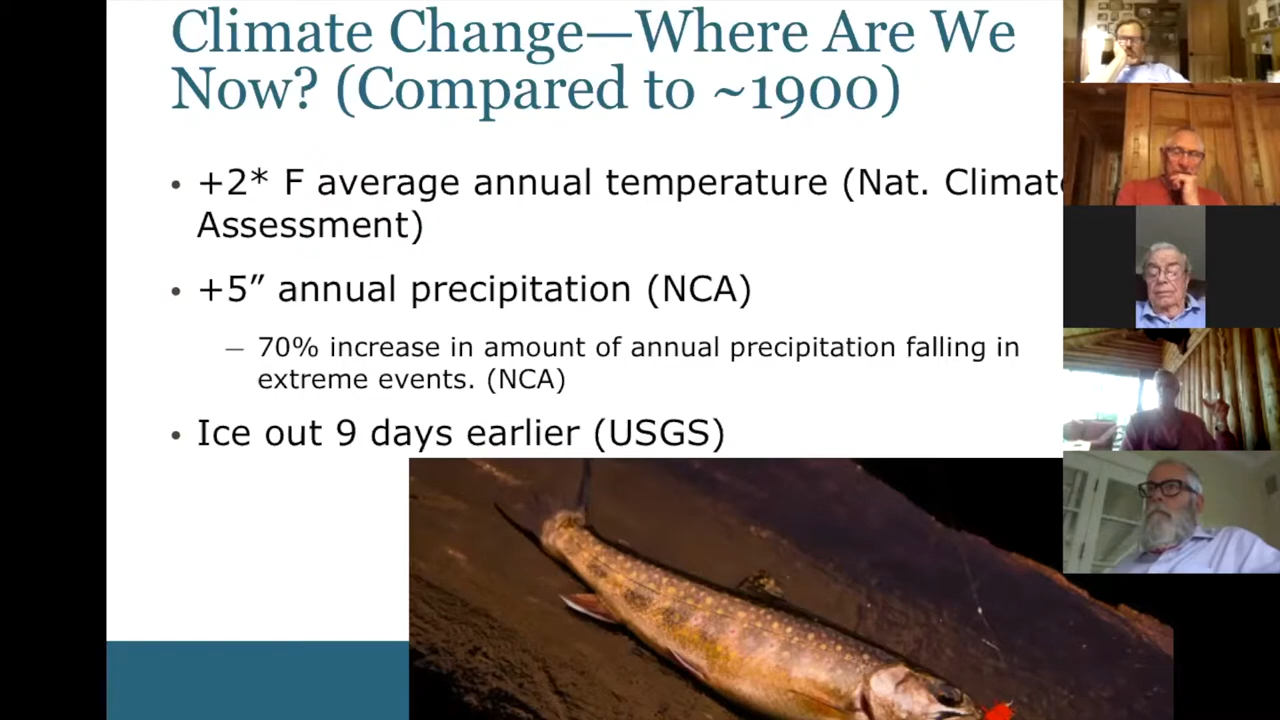 Climate Change—Where Are We
Now? (Compared to ~1900)
• +2* F average annual temperature (Nat. Climate
Assessment)
• +5” annual precipitation (NCA)
– 70% increase in amount of annual precipitation falling in
extreme events. (NCA)
• Ice out 9 days earlier (USGS)